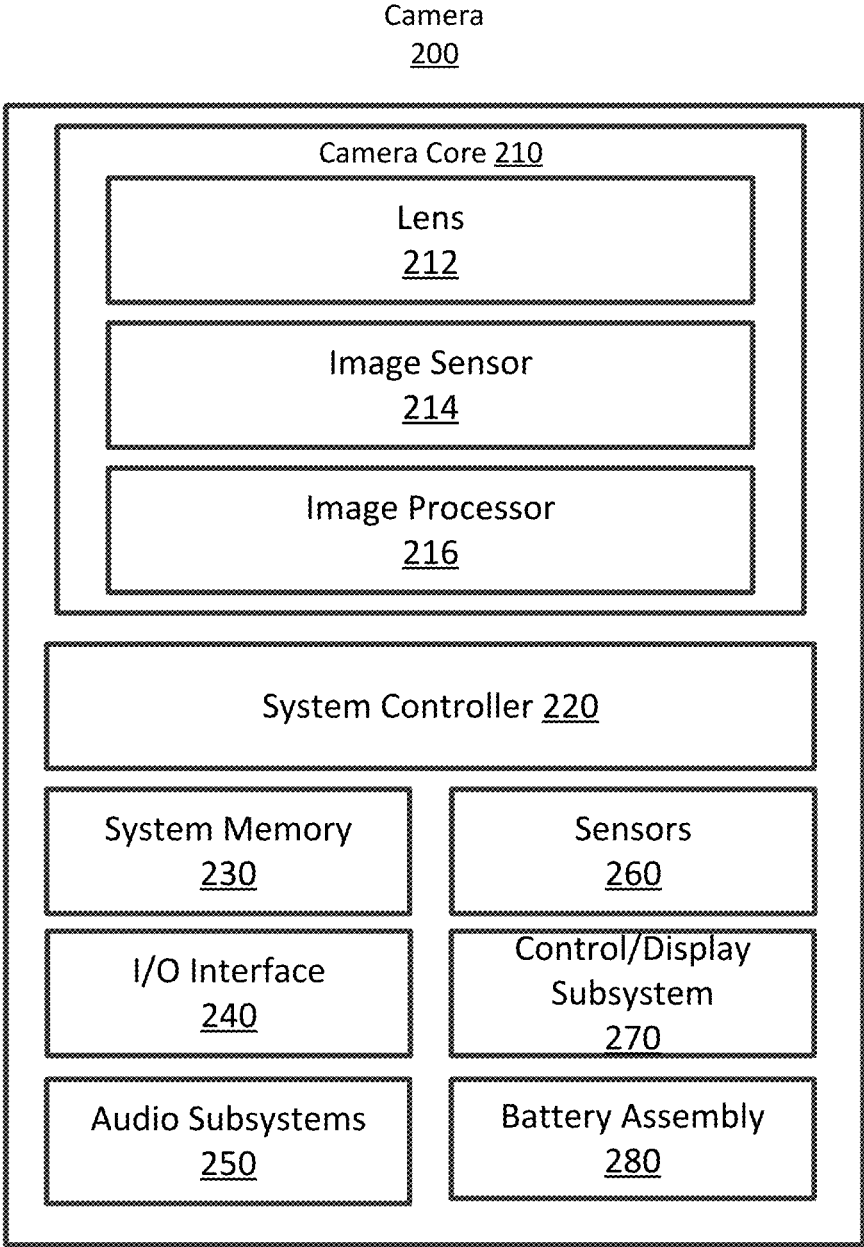 Camera
200
Camera Core 210
Lens
212
Image Sensor
214
Image Processor
216
System Controller 220
System Memory
230
Sensors
260
I/O Interface
240
Control/Display
Subsystem
270
Audio Subsystems
250
Battery Assembly
280